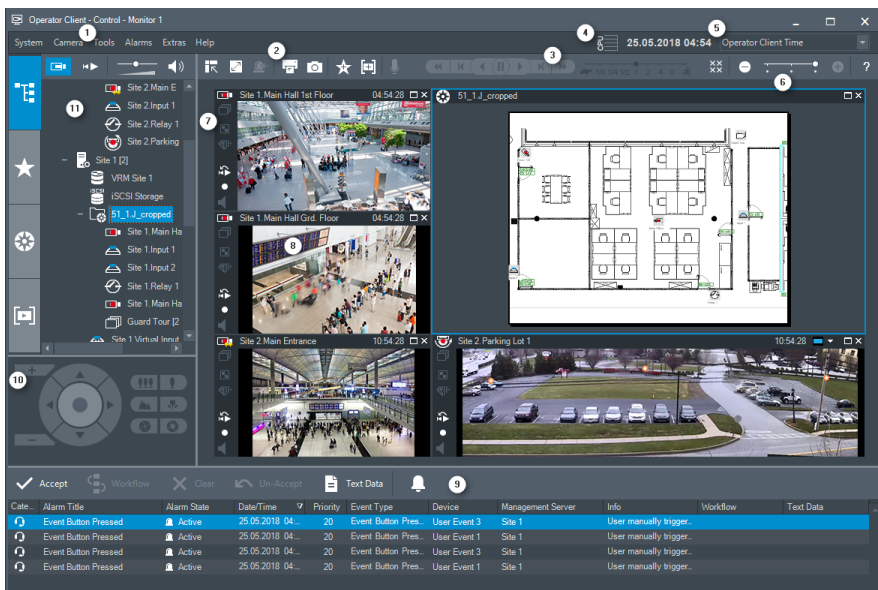 Operator Client - Control - Monitor 1
1
System Camera Tools Alarms Extras Help
2
3
4
CPU
25.05.2018 04:54
5
Operator Client Time
6
?
11
Site 2.Main E
Site 2.Input 1
Site 2.Relay 1
Site 2.Parking
Site 1 [2]
VRM Site 1
iSCSI Storage
51_1.J_cropped
Site 1.Main Ha
Site 1.Input 1
Site 1.Input 2
Site 1.Relay 1
Site 1.Main Ha
Guard Tour [2
Site 1.Virtual Input
10
7
Site 1.Main Hall 1st Floor 04:54:28
Site 1.Main Hall Grd. Floor 04:54:28
8
Site 2.Main Entrance 10:54:28
51_1.J_cropped
Site 2.Parking Lot 1 10:54:28
Accept Workflow Clear Un-Accept Text Data
9
Cate... Alarm Title Alarm State Date/Time Priority Event Type Device Management Server Info Workflow Text Data
Event Button Pressed Active 25.05.2018 04:... 20 Event Button Pres... User Event 3 Site 1 User manually trigger..
Event Button Pressed Active 25.05.2018 04:... 20 Event Button Pres... User Event 1 Site 1 User manually trigger..
Event Button Pressed Active 25.05.2018 04:... 20 Event Button Pres... User Event 3 Site 1 User manually trigger..
Event Button Pressed Active 25.05.2018 04:... 20 Event Button Pres... User Event 1 Site 1 User manually trigger..